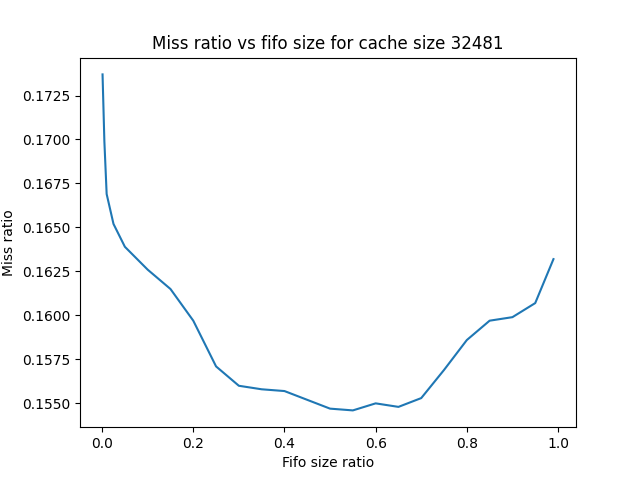 Miss ratio vs fifo size for cache size 32481
0.1725
0.1700
0.1675
0.1650
0.1625
0.1600
0.1575
0.1550
Miss ratio
0.0 0.2 0.4 0.6 0.8 1.0
Fifo size ratio